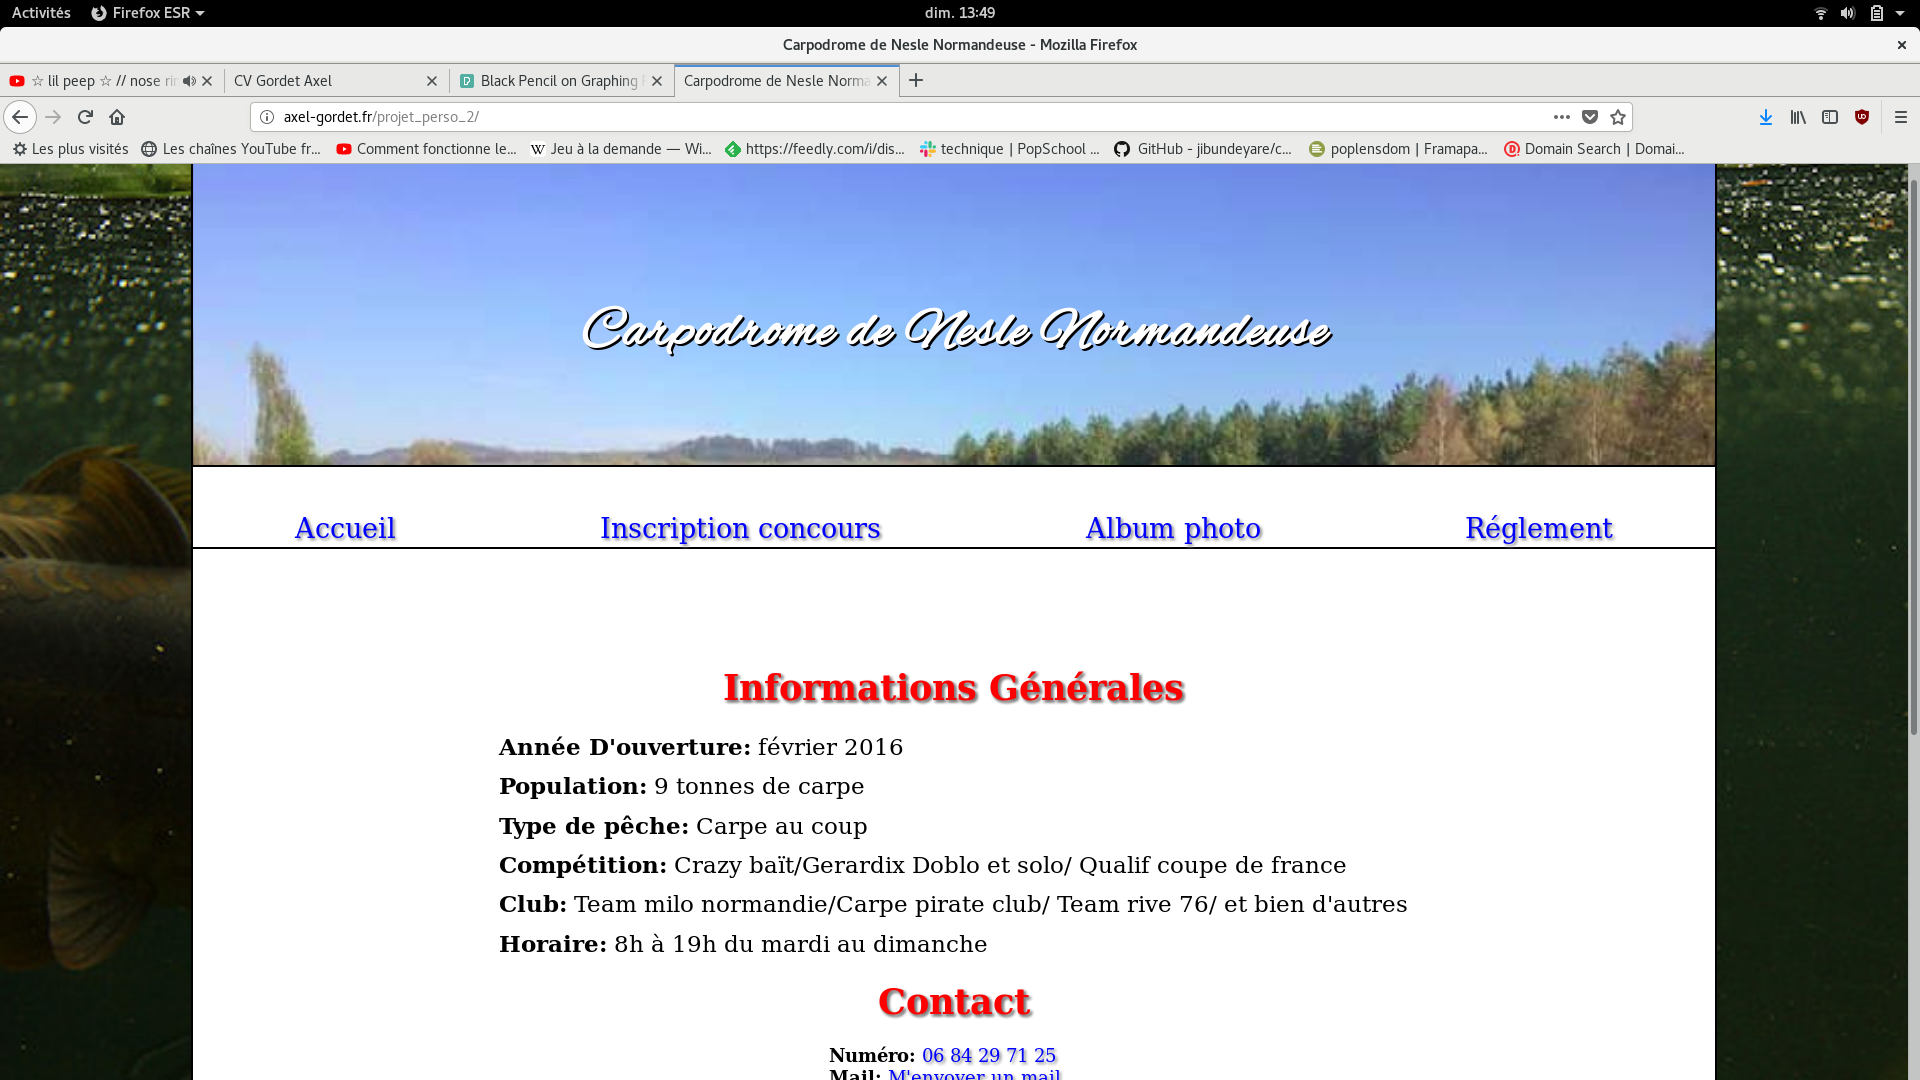 Activités
Firefox ESR
dim. 13:49
Carpodrome de Nesle Normandeuse - Mozilla Firefox
☆ lil peep ☆ // nose rin
CV Gordet Axel
Black Pencil on Graphing
Carpodrome de Nesle Norma
axel-gordet.fr/projet_perso_2/
Les plus visités
Les chaînes YouTube fr...
Comment fonctionne le...
Jeu à la demande — Wi...
https://feedly.com/i/dis...
technique | PopSchool ...
GitHub - jibundeyare/c...
poplensdom | Framapa...
Domain Search | Domai...
Carpodrome de Nesle Normandeuse
Accueil
Inscription concours
Album photo
Réglement
Informations Générales
Année D'ouverture: février 2016
Population: 9 tonnes de carpe
Type de pêche: Carpe au coup
Compétition: Crazy baït/Gerardix Doblo et solo/ Qualif coupe de france
Club: Team milo normandie/Carpe pirate club/ Team rive 76/ et bien d'autres
Horaire: 8h à 19h du mardi au dimanche
Contact
Numéro: 06 84 29 71 25
Mail: M'envoyer un mail